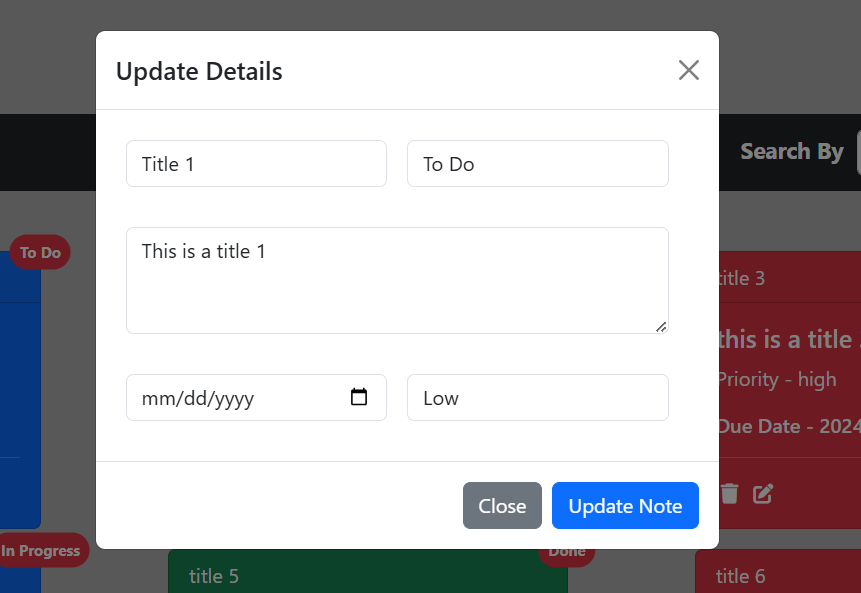 Update Details
Search By
Title 1
To Do
To Do
This is a title 1
title 3
this is a title
Priority - high
mm/dd/yyyy
Low
Due Date - 2024
Close
Update Note
In Progress
Done
title 5
title 6